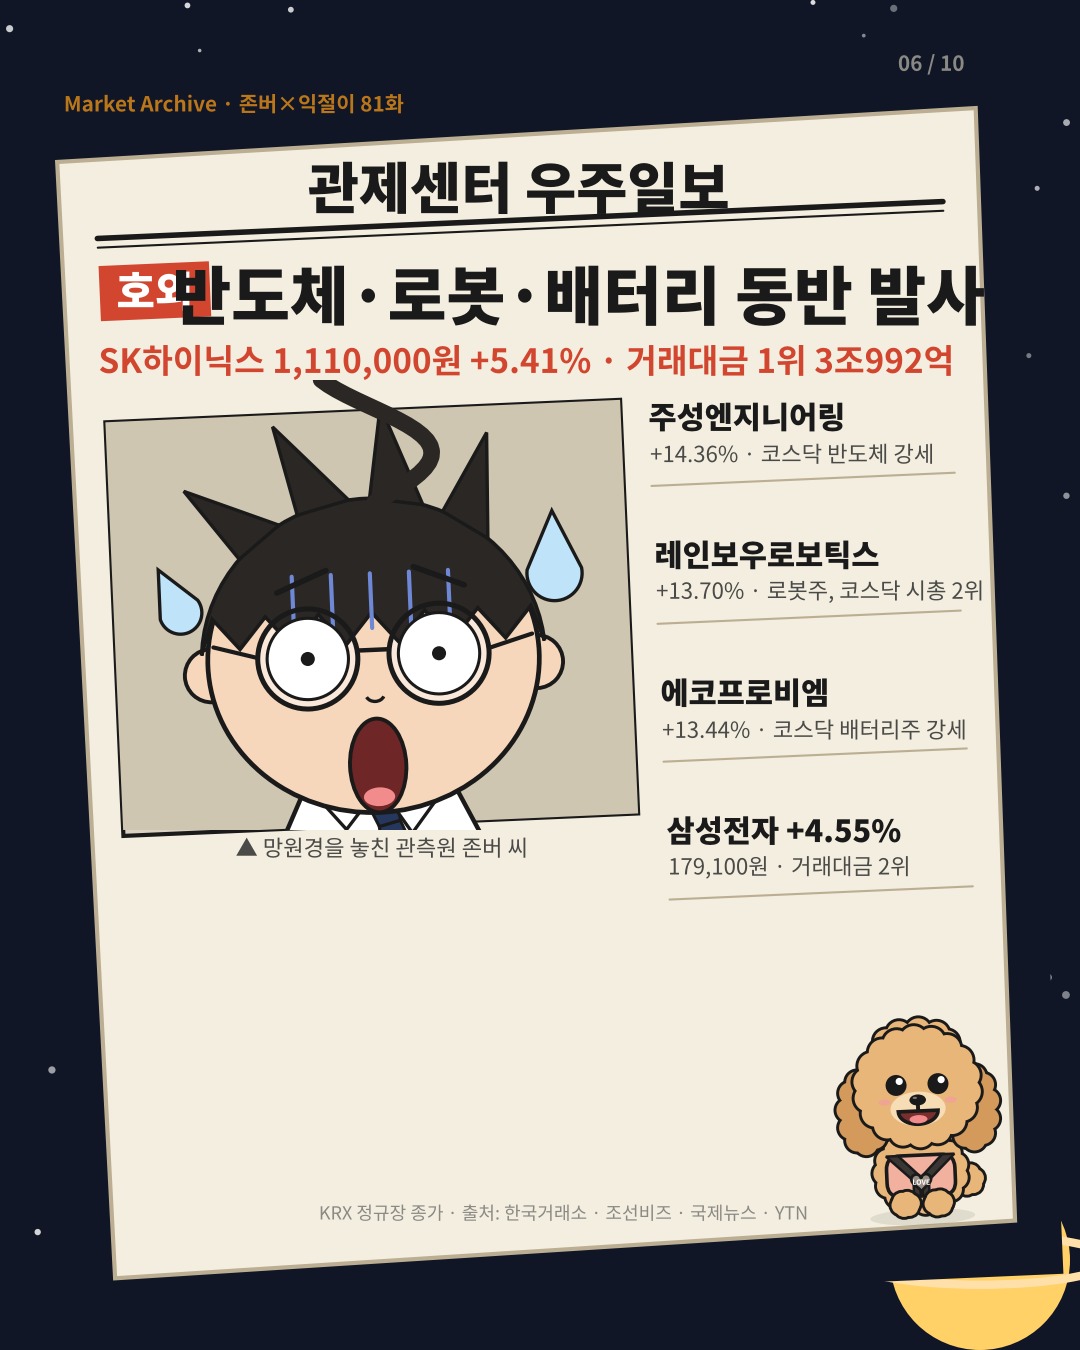 06 / 10
Market Archive · 존버×익절이 81화
관제센터 우주일보
호외
반도체·로봇·배터리 동반 발사
SK하이닉스 1,110,000원 +5.41% · 거래대금 1위 3조992억
주성엔지니어링
+14.36% · 코스닥 반도체 강세
레인보우로보틱스
+13.70% · 로봇주, 코스닥 시총 2위
에코프로비엠
+13.44% · 코스닥 배터리주 강세
삼성전자 +4.55%
179,100원 · 거래대금 2위
▲ 망원경을 놓친 관측원 존버 씨
LOVE
KRX 정규장 종가 · 출처: 한국거래소 · 조선비즈 · 국제뉴스 · YTN